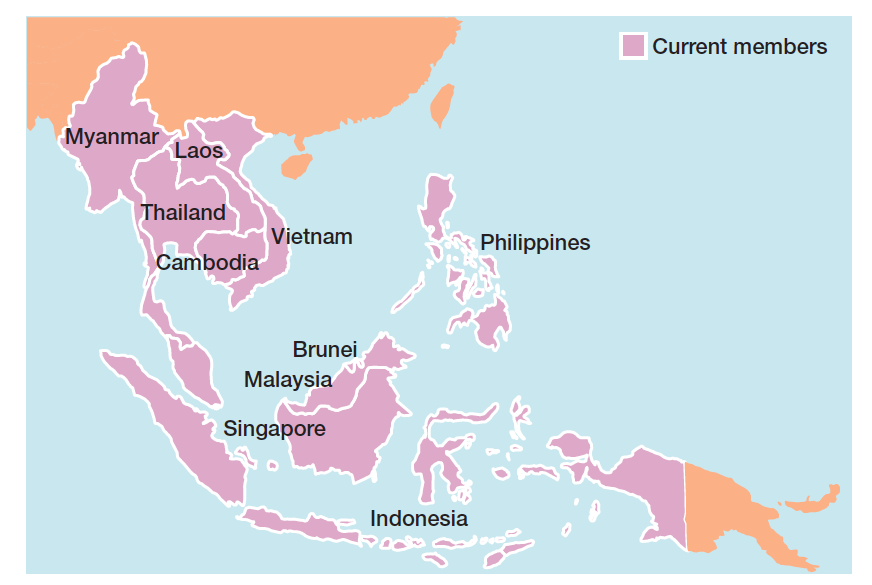 Current members
Myanmar
Laos
Thailand
Vietnam
Philippines
Cambodia
Brunei
Malaysia
Singapore
Indonesia